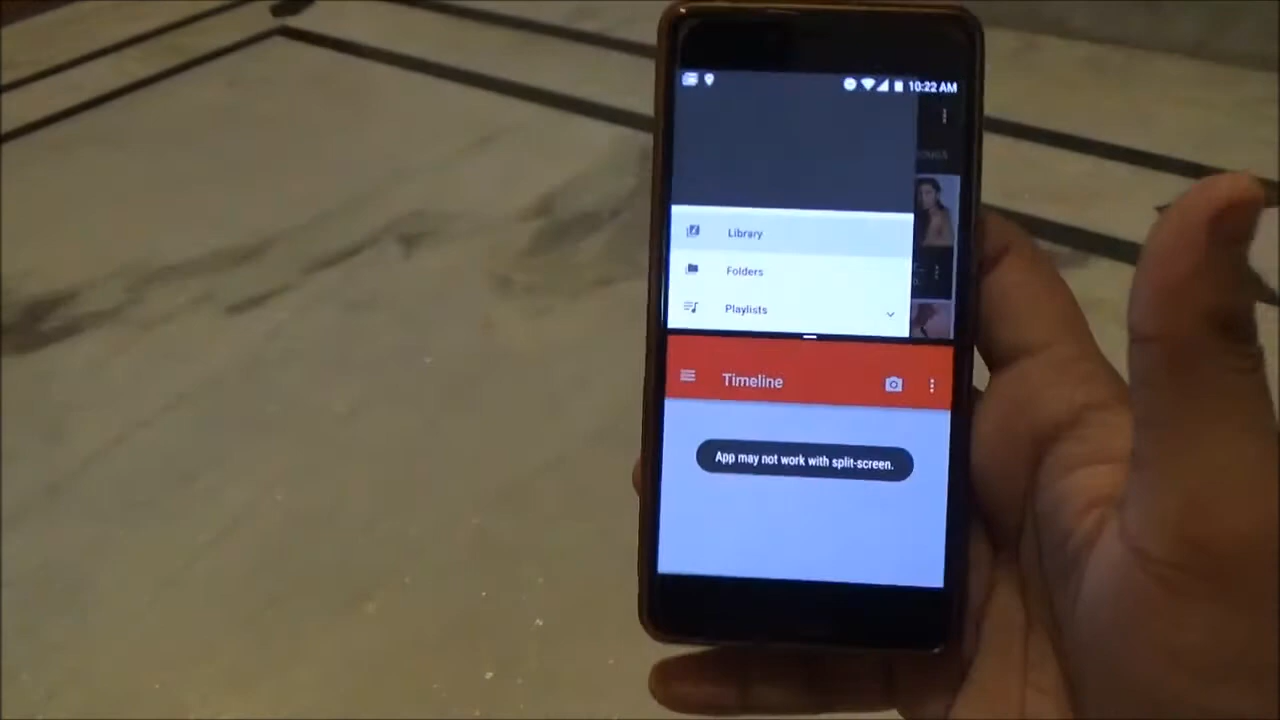 10:22 AM
Library
Folders
Playlists
Timeline
App may not work with split-screen.